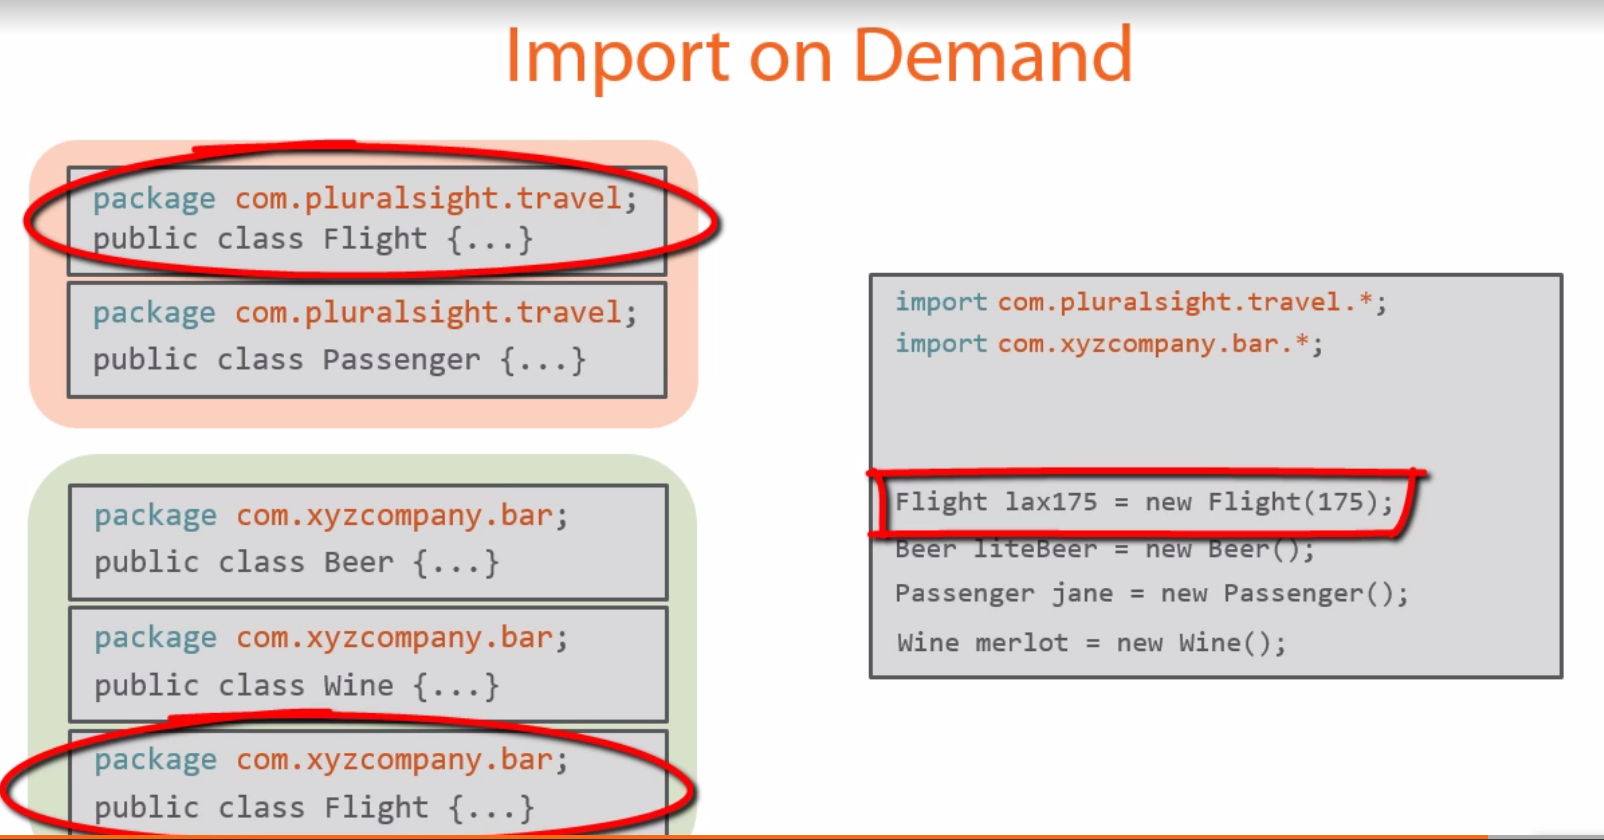 Import on Demand
package com.pluralsight.travel;
public class Flight {...}
package com.pluralsight.travel;
public class Passenger {...}
package com.xyzcompany.bar;
public class Beer {...}
package com.xyzcompany.bar;
public class Wine {...}
package com.xyzcompany.bar;
public class Flight {...}
import com.pluralsight.travel.*;
import com.xyzcompany.bar.*;
Flight lax175 = new Flight(175);
Beer liteBeer = new Beer();
Passenger jane = new Passenger();
Wine merlot = new Wine();